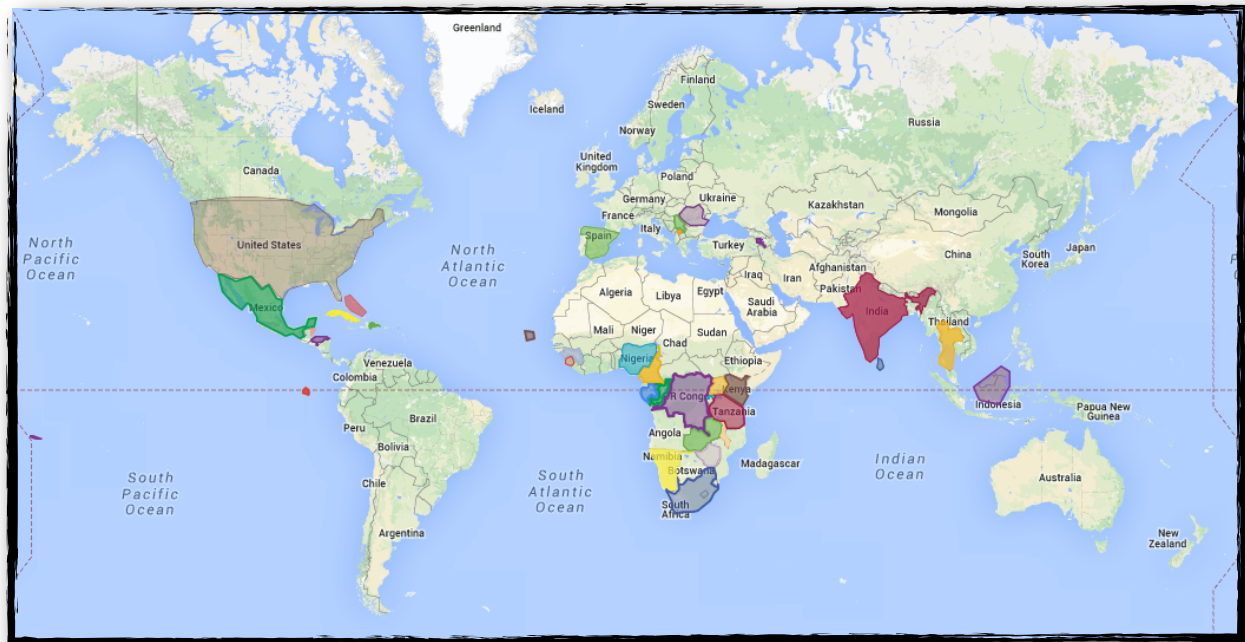 Greenland
Iceland
Finland
Sweden
Norway
Russia
United
Kingdom
Canada
Poland
Germany
Ukraine
France
Kazakhstan
Mongolia
North
Pacific
Ocean
United States
North
Atlantic
Ocean
Spain
Italy
Turkey
China
South
Korea
Japan
Afghanistan
Iraq
Iran
Pakistan
Algeria
Libya
Egypt
Saudi
Arabia
Mexico
India
Mali
Niger
Sudan
Thailand
Chad
Nigeria
Ethiopia
Venezuela
Colombia
Kenya
R Congo
Indonesia
Papua New
Guinea
Brazil
Tanzania
Peru
Angola
Bolivia
Namibia
Botswana
Madagascar
Indian
Ocean
South
Pacific
Ocean
Chile
South
Atlantic
Ocean
Australia
South
Africa
Argentina
New
Zealand